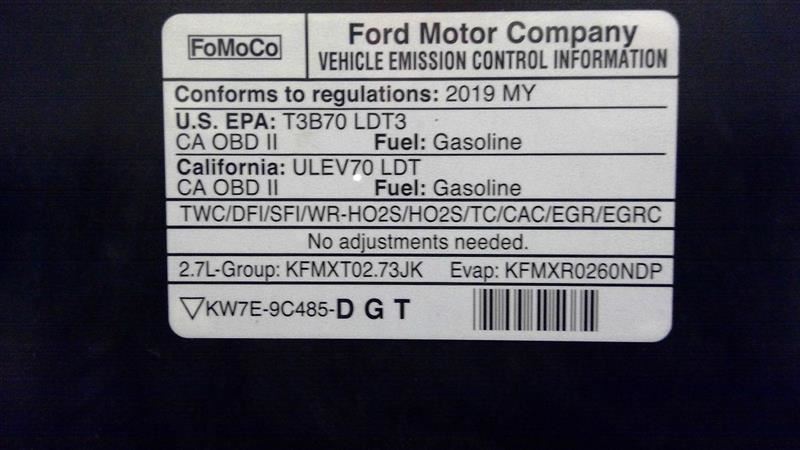 FoMoCo
Ford Motor Company
VEHICLE EMISSION CONTROL INFORMATION
Conforms to regulations: 2019 MY
U.S. EPA: T3B70 LDT3
CA OBD II Fuel: Gasoline
California: ULEV70 LDT
CA OBD II Fuel: Gasoline
TWC/DFI/SFI/WR-HO2S/HO2S/TC/CAC/EGR/EGRC
No adjustments needed.
2.7L-Group: KFMXT02.73JK Evap: KFMXR0260NDP
▽KW7E-9C485-D G T